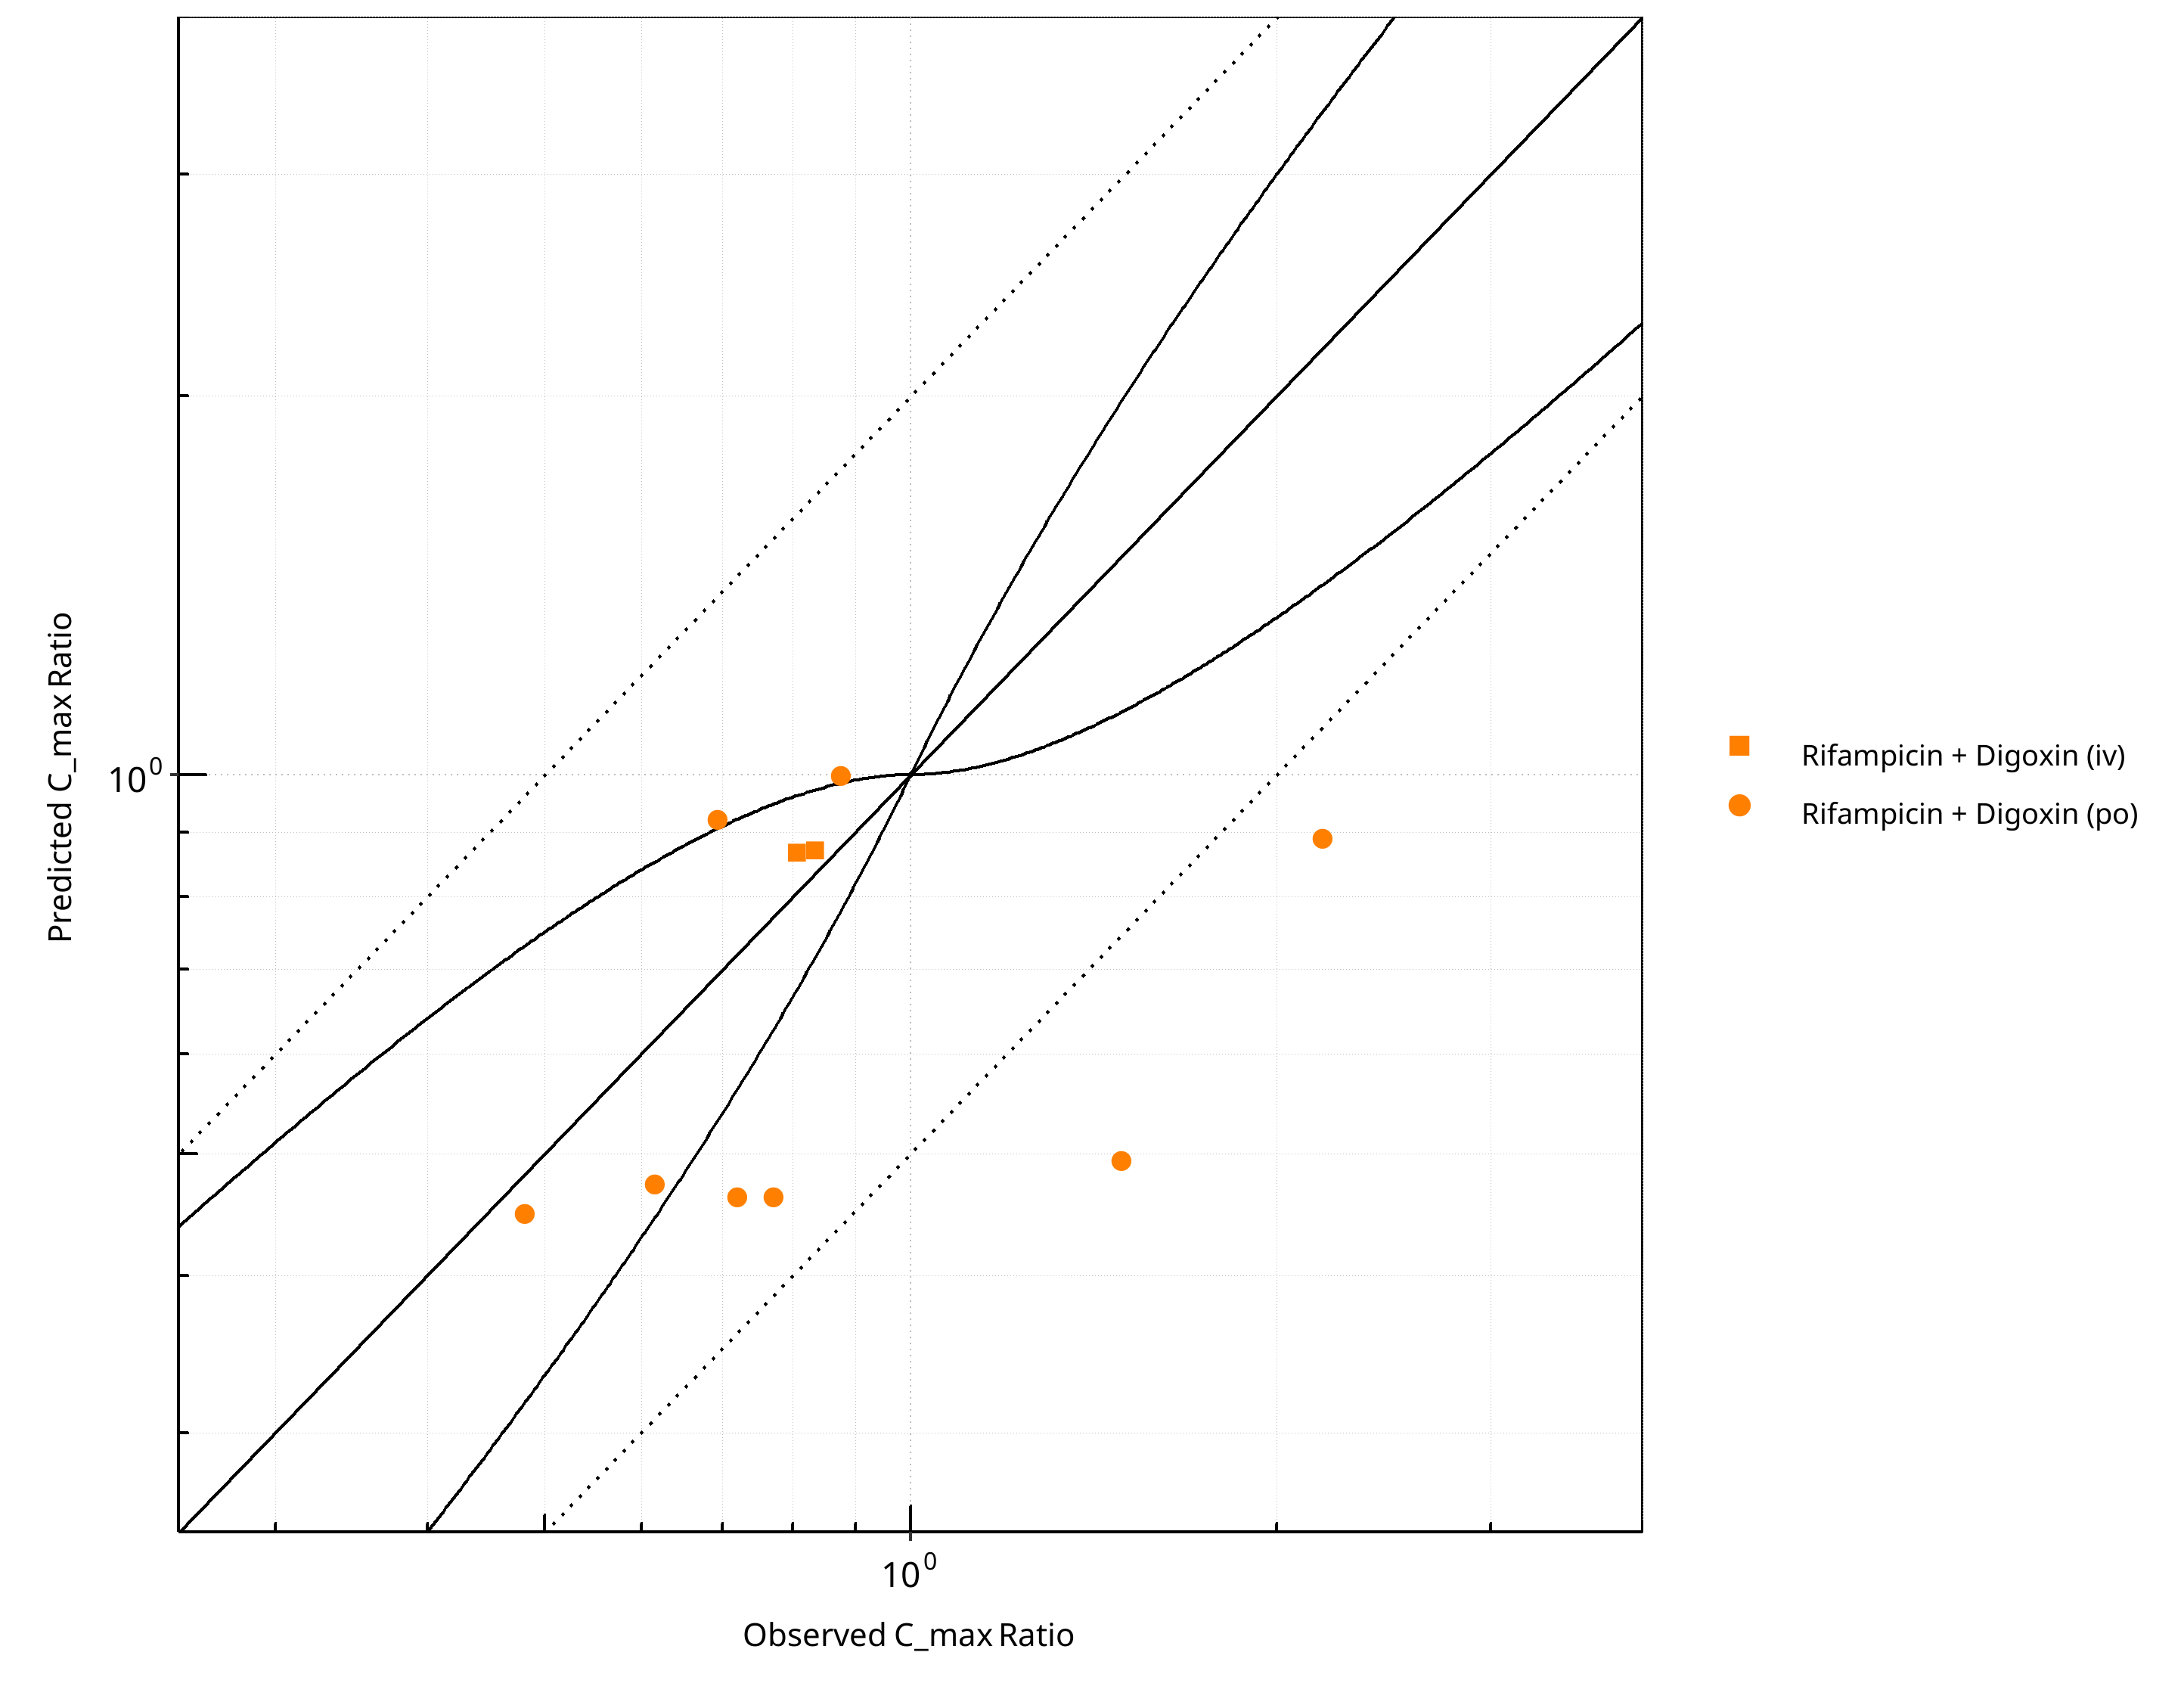 Predicted C_max Ratio
10^0
Rifampicin + Digoxin (iv)
Rifampicin + Digoxin (po)
10^0
Observed C_max Ratio